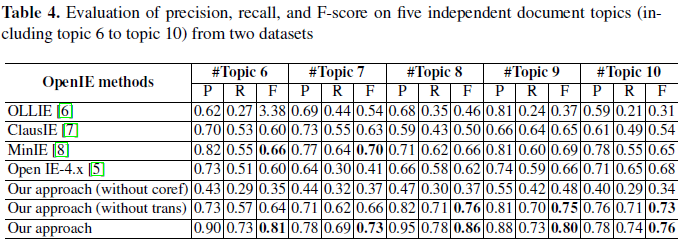 Table 4. Evaluation of precision, recall, and F-score on five independent document topics (in-
cluding topic 6 to topic 10) from two datasets
OpenIE methods #Topic 6 #Topic 7 #Topic 8 #Topic 9 #Topic 10
P R F P R F P R F P R F P R F
OLLIE [6] 0.62 0.27 3.38 0.69 0.44 0.54 0.68 0.35 0.46 0.81 0.24 0.37 0.59 0.21 0.31
ClausIE [7] 0.70 0.53 0.60 0.73 0.55 0.63 0.59 0.43 0.50 0.66 0.64 0.65 0.61 0.49 0.54
MinIE [8] 0.82 0.55 0.66 0.77 0.64 0.70 0.71 0.62 0.66 0.81 0.60 0.69 0.78 0.55 0.65
Open IE-4.x [5] 0.73 0.51 0.60 0.64 0.30 0.41 0.66 0.58 0.62 0.74 0.59 0.66 0.71 0.65 0.68
Our approach (without coref) 0.43 0.29 0.35 0.44 0.32 0.37 0.47 0.30 0.37 0.55 0.42 0.48 0.40 0.29 0.34
Our approach (without trans) 0.73 0.57 0.64 0.71 0.62 0.66 0.82 0.71 0.76 0.81 0.70 0.75 0.76 0.71 0.73
Our approach 0.90 0.73 0.81 0.78 0.69 0.73 0.95 0.78 0.86 0.88 0.73 0.80 0.78 0.74 0.76